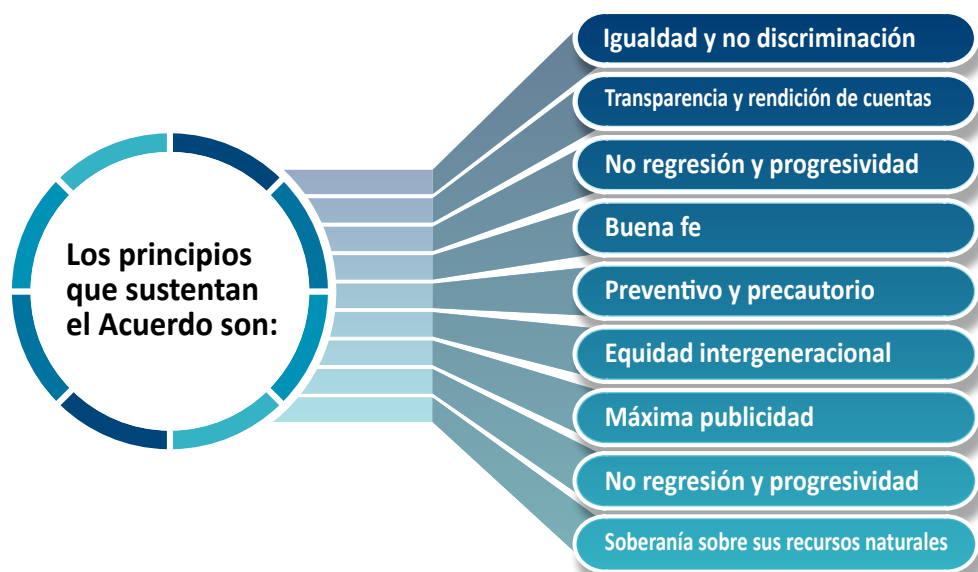 Los principios
que sustentan
el Acuerdo son:
Igualdad y no discriminación
Transparencia y rendición de cuentas
No regresión y progresividad
Buena fe
Preventivo y precautorio
Equidad intergeneracional
Máxima publicidad
No regresión y progresividad
Soberanía sobre sus recursos naturales